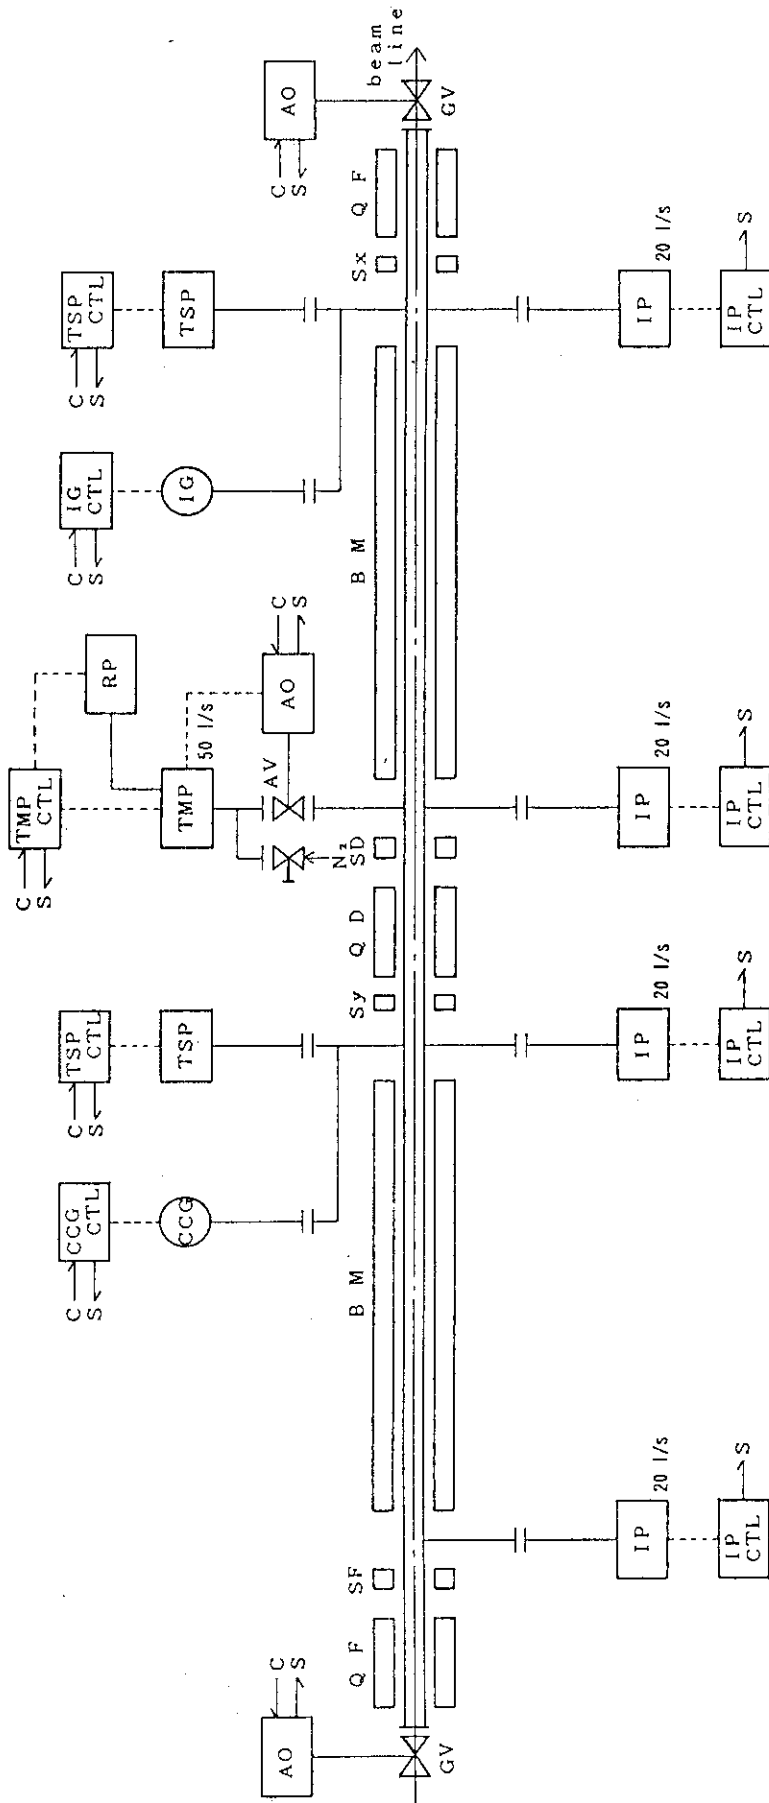 C
S
TSP
CTL
TSP
C
S
IG
CTL
IG
C
S
TMP
CTL
RP
TMP
50 l/s
C
S
AO
AV
N₂
C
S
TSP
CTL
TSP
C
S
CCG
CTL
CCG
C
S
AO
GV
Q F
SF
B M
Sy
Q D
SD
B M
Sx
Q F
C
S
AO
GV
beam
line
IP
20 l/s
IP
CTL
S
IP
20 l/s
IP
CTL
S
IP
20 l/s
IP
CTL
S
IP
20 l/s
IP
CTL
S